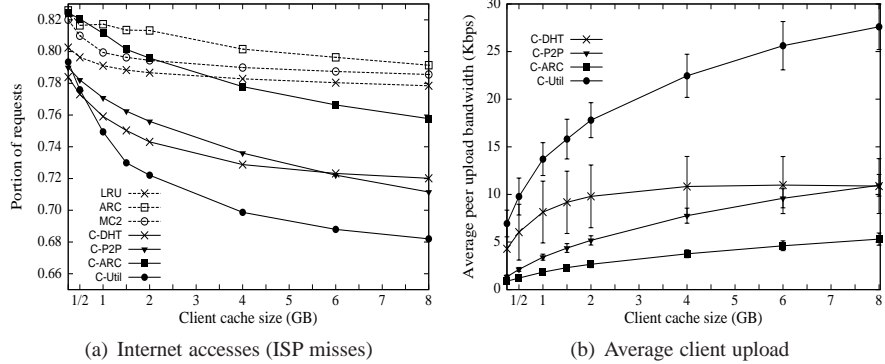 Portion of requests
0.82
0.80
0.78
0.76
0.74
0.72
0.70
0.68
0.66
LRU
ARC
MC2
C-DHT
C-P2P
C-ARC
C-Util
1/2 1 2 3 4 5 6 7 8
Client cache size (GB)
(a) Internet accesses (ISP misses)
Average peer upload bandwidth (Kbps)
30
25
20
15
10
5
0
C-DHT
C-P2P
C-ARC
C-Util
1/2 1 2 3 4 5 6 7 8
Client cache size (GB)
(b) Average client upload